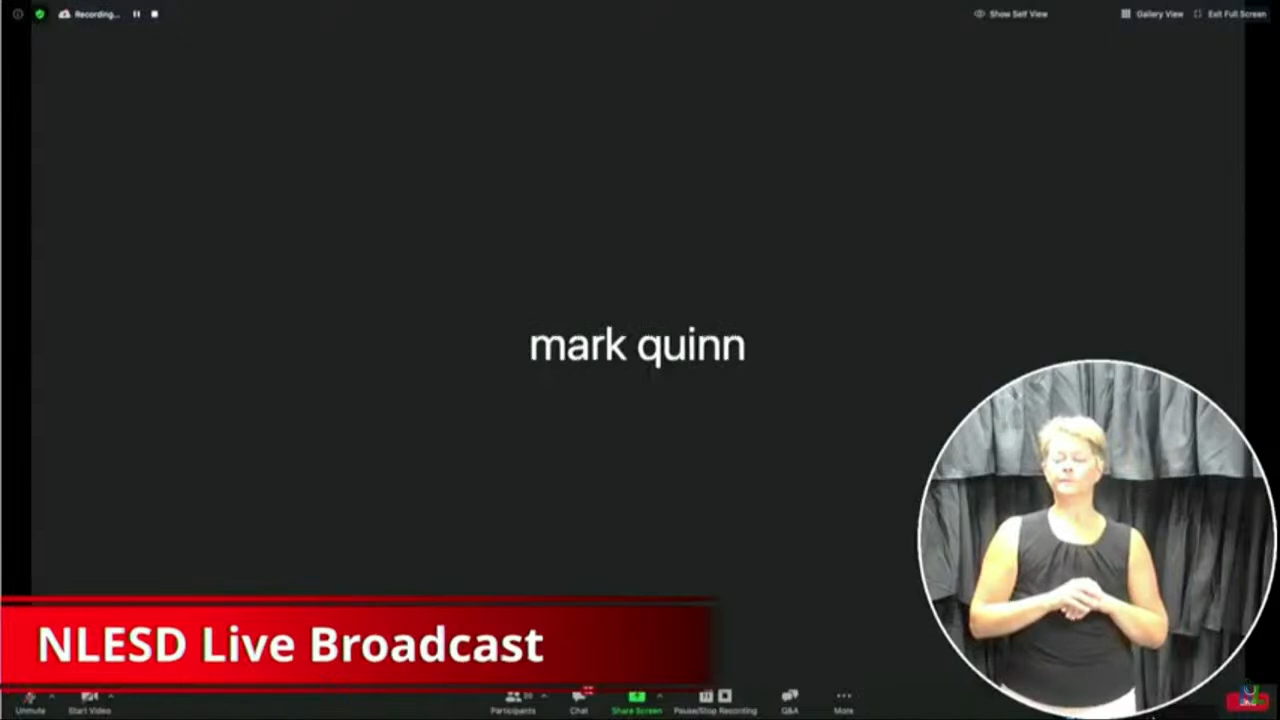 Recording...
Show Self View
Gallery View
Exit Full Screen
mark quinn
NLESD Live Broadcast
Unmute
Start Video
Participants
Chat
Share Screen
Pause/Stop Recording
Q&A
More